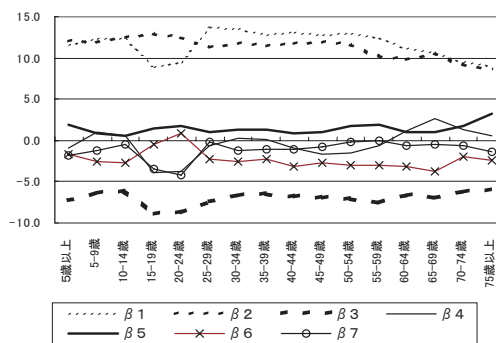 15.0
10.0
5.0
0.0
-5.0
-10.0
5歳以上
5-9歳
10-14歳
15-19歳
20-24歳
25-29歳
30-34歳
35-39歳
40-44歳
45-49歳
50-54歳
55-59歳
60-64歳
65-69歳
70-74歳
75歳以上
β1 β2 β3 β4
β5 β6 β7